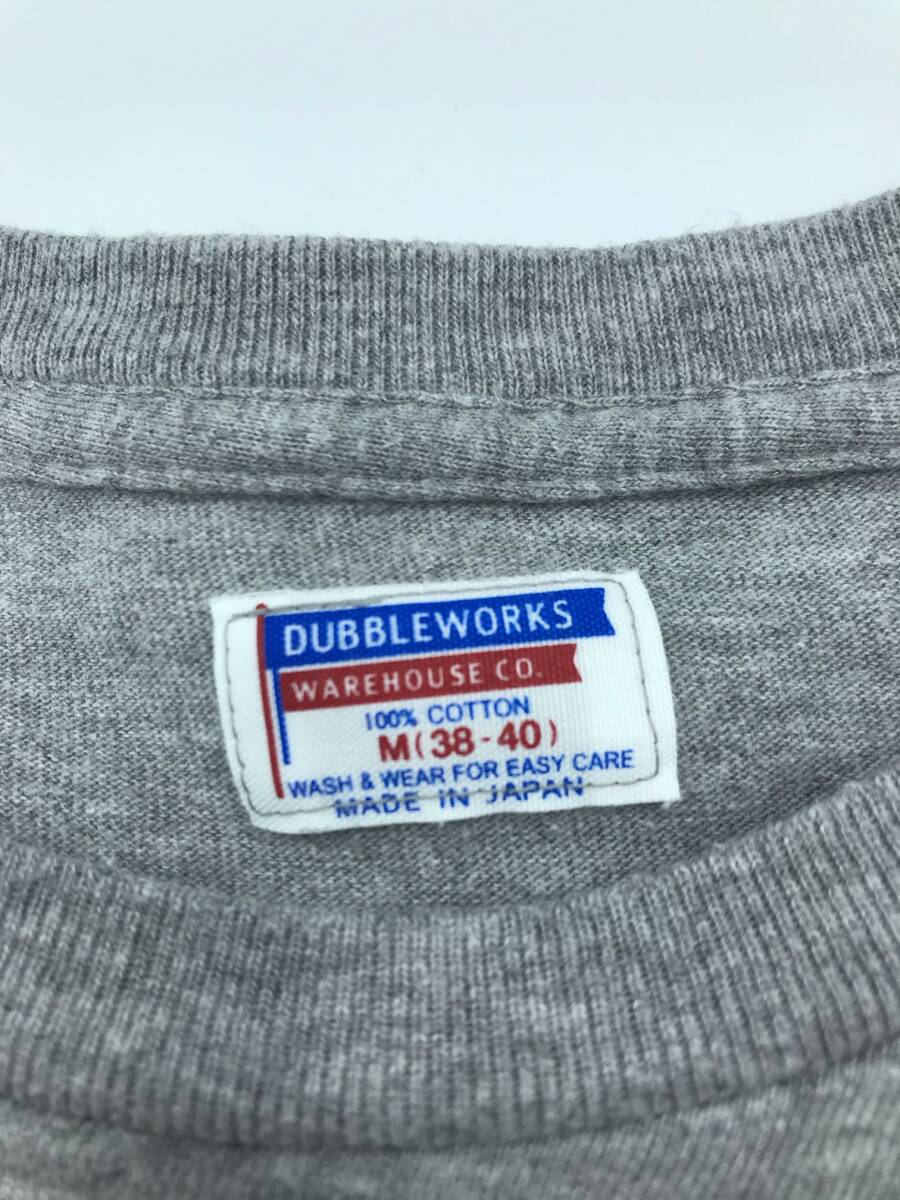 DUBBLEWORKS
WAREHOUSE CO.
100% COTTON
M(38-40)
WASH & WEAR FOR EASY CARE
MADE IN JAPAN